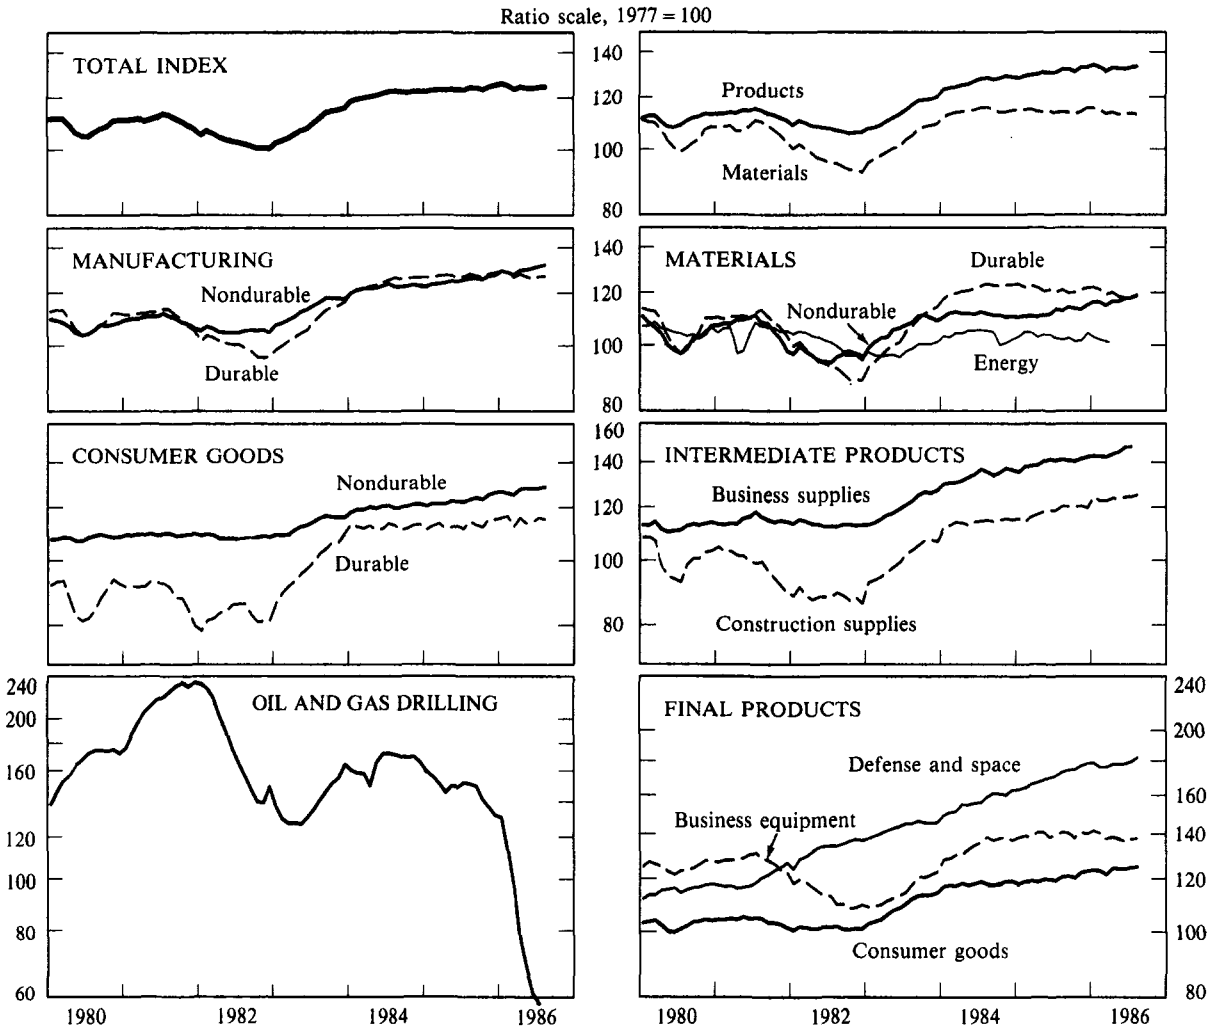 Ratio scale, 1977 = 100
TOTAL INDEX
140
120
100
80
Products
Materials
MANUFACTURING
Nondurable
Durable
140
120
100
80
MATERIALS
Durable
Nondurable
Energy
CONSUMER GOODS
Nondurable
Durable
160
140
120
100
80
INTERMEDIATE PRODUCTS
Business supplies
Construction supplies
240
200
160
120
100
80
60
OIL AND GAS DRILLING
FINAL PRODUCTS
Defense and space
Business equipment
Consumer goods
240
200
160
140
120
100
80
1980 1982 1984 1986
1980 1982 1984 1986